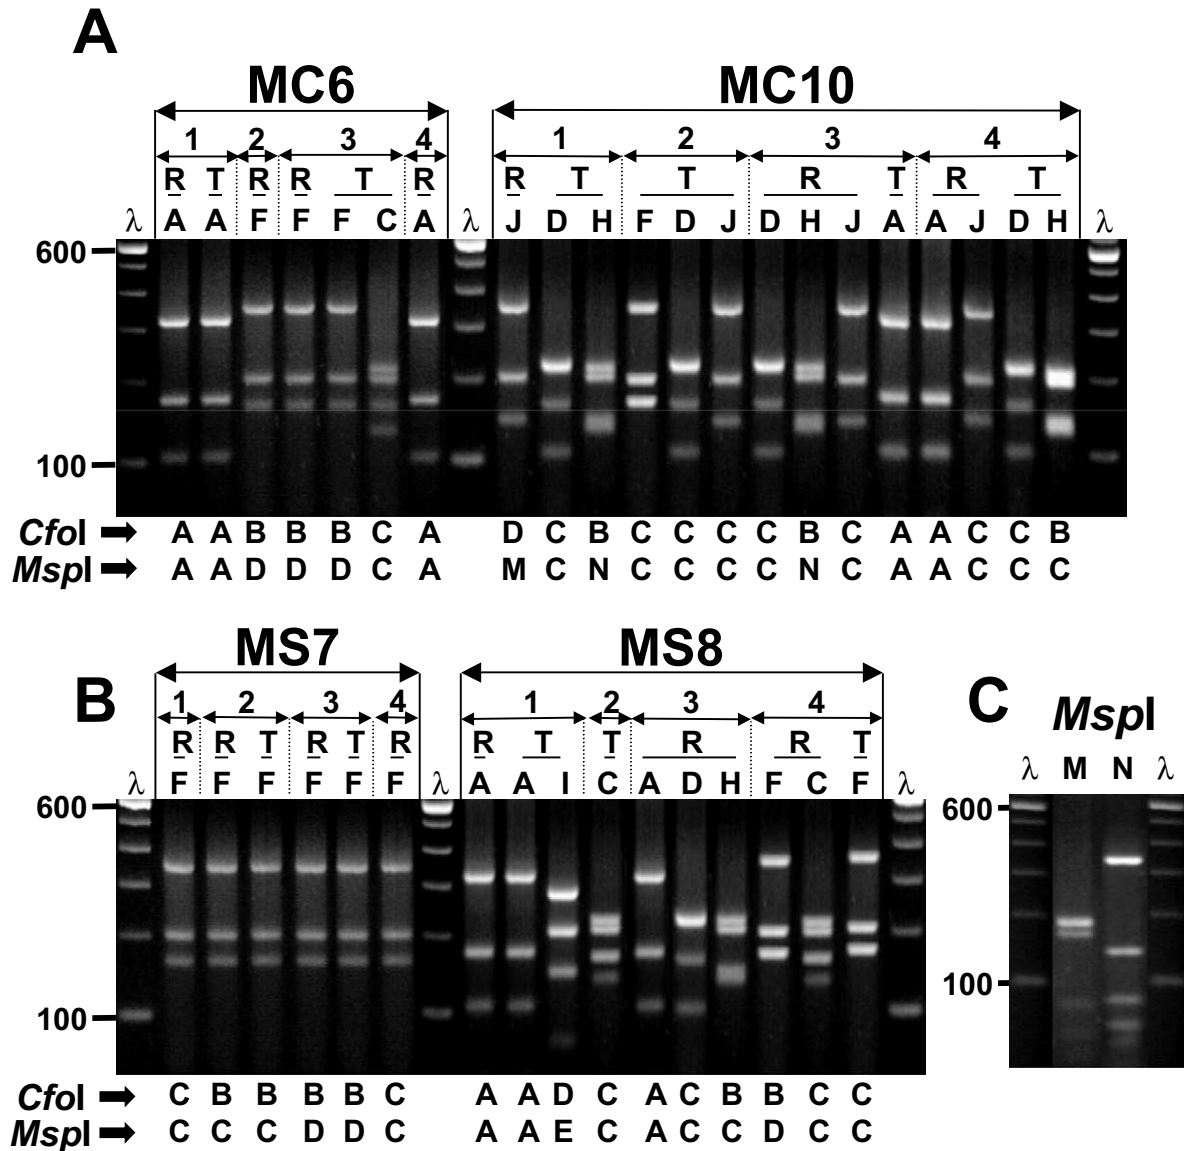 A
MC6 MC10
1 2 3 4 1 2 3 4
R T R R T R R T T R T R T
λ A A F F F C A λ J D H F D J D H J A A J D H λ
600
100
CfoI A A B B B C A D C B C C C C B C A A C C B
MspI A A D D D C A M C N C C C C N C A A C C C
MS7 MS8
B 1 2 3 4 1 2 3 4 C MspI
R R T R T R R T T R R T
λ F F F F F F λ A A I C A D H F C F λ λ M N λ
600 600
100 100
CfoI C B B B B C A A D C A C B B C C
MspI C C C D D C A A E C A C C D C C